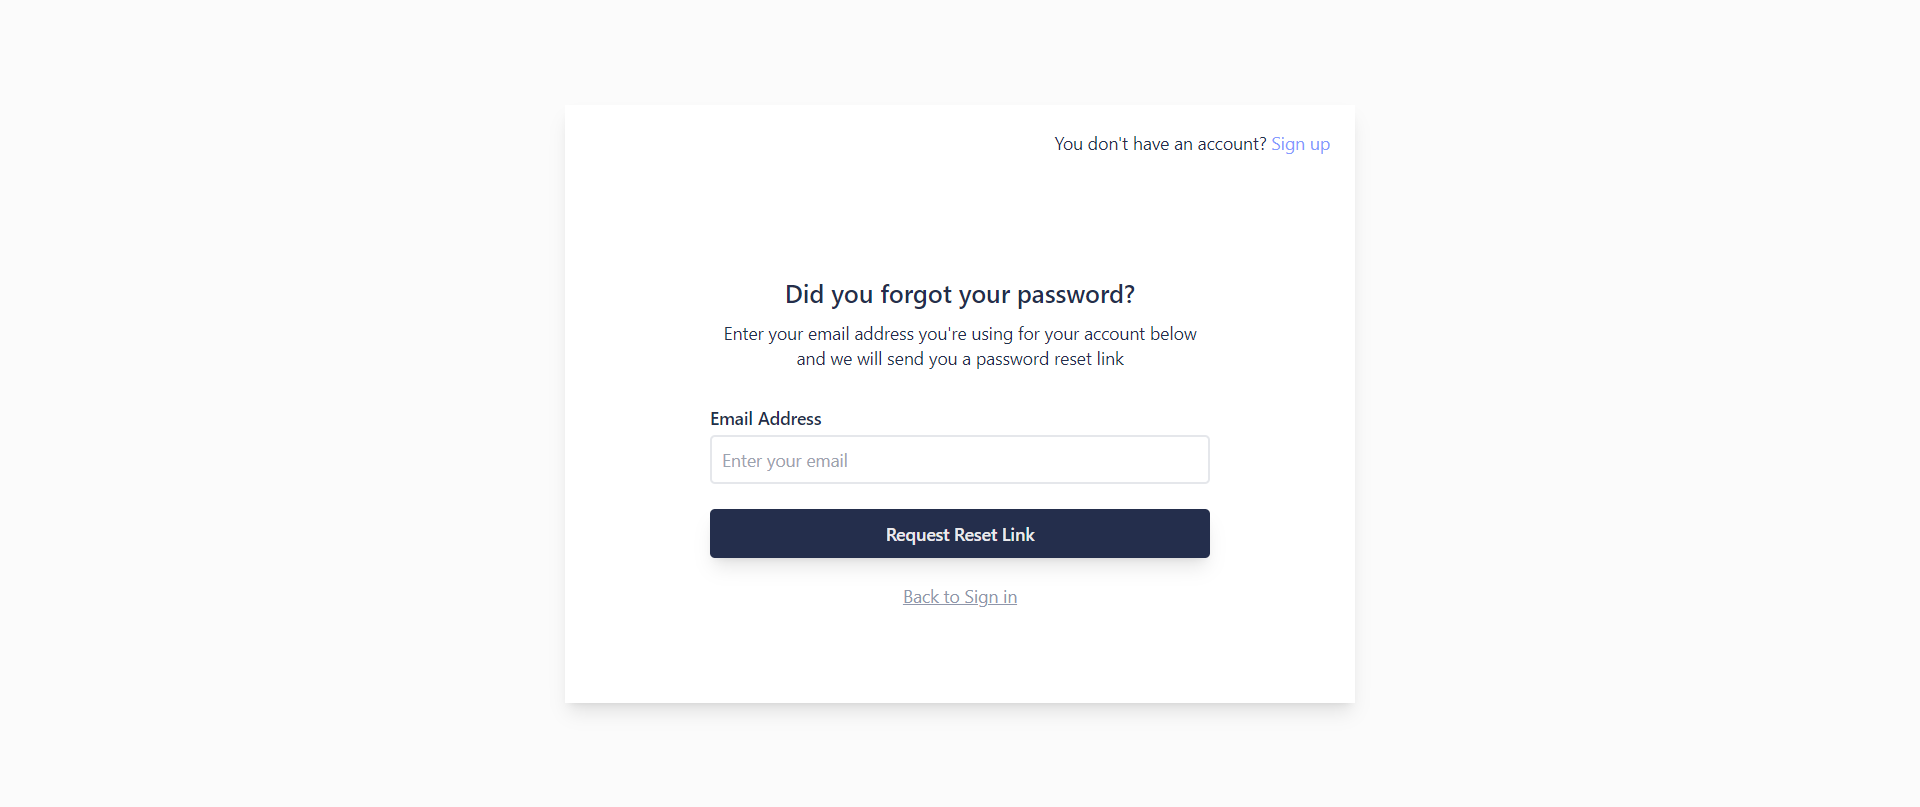 You don't have an account? Sign up
Did you forgot your password?
Enter your email address you're using for your account below
and we will send you a password reset link
Email Address
Enter your email
Request Reset Link
Back to Sign in